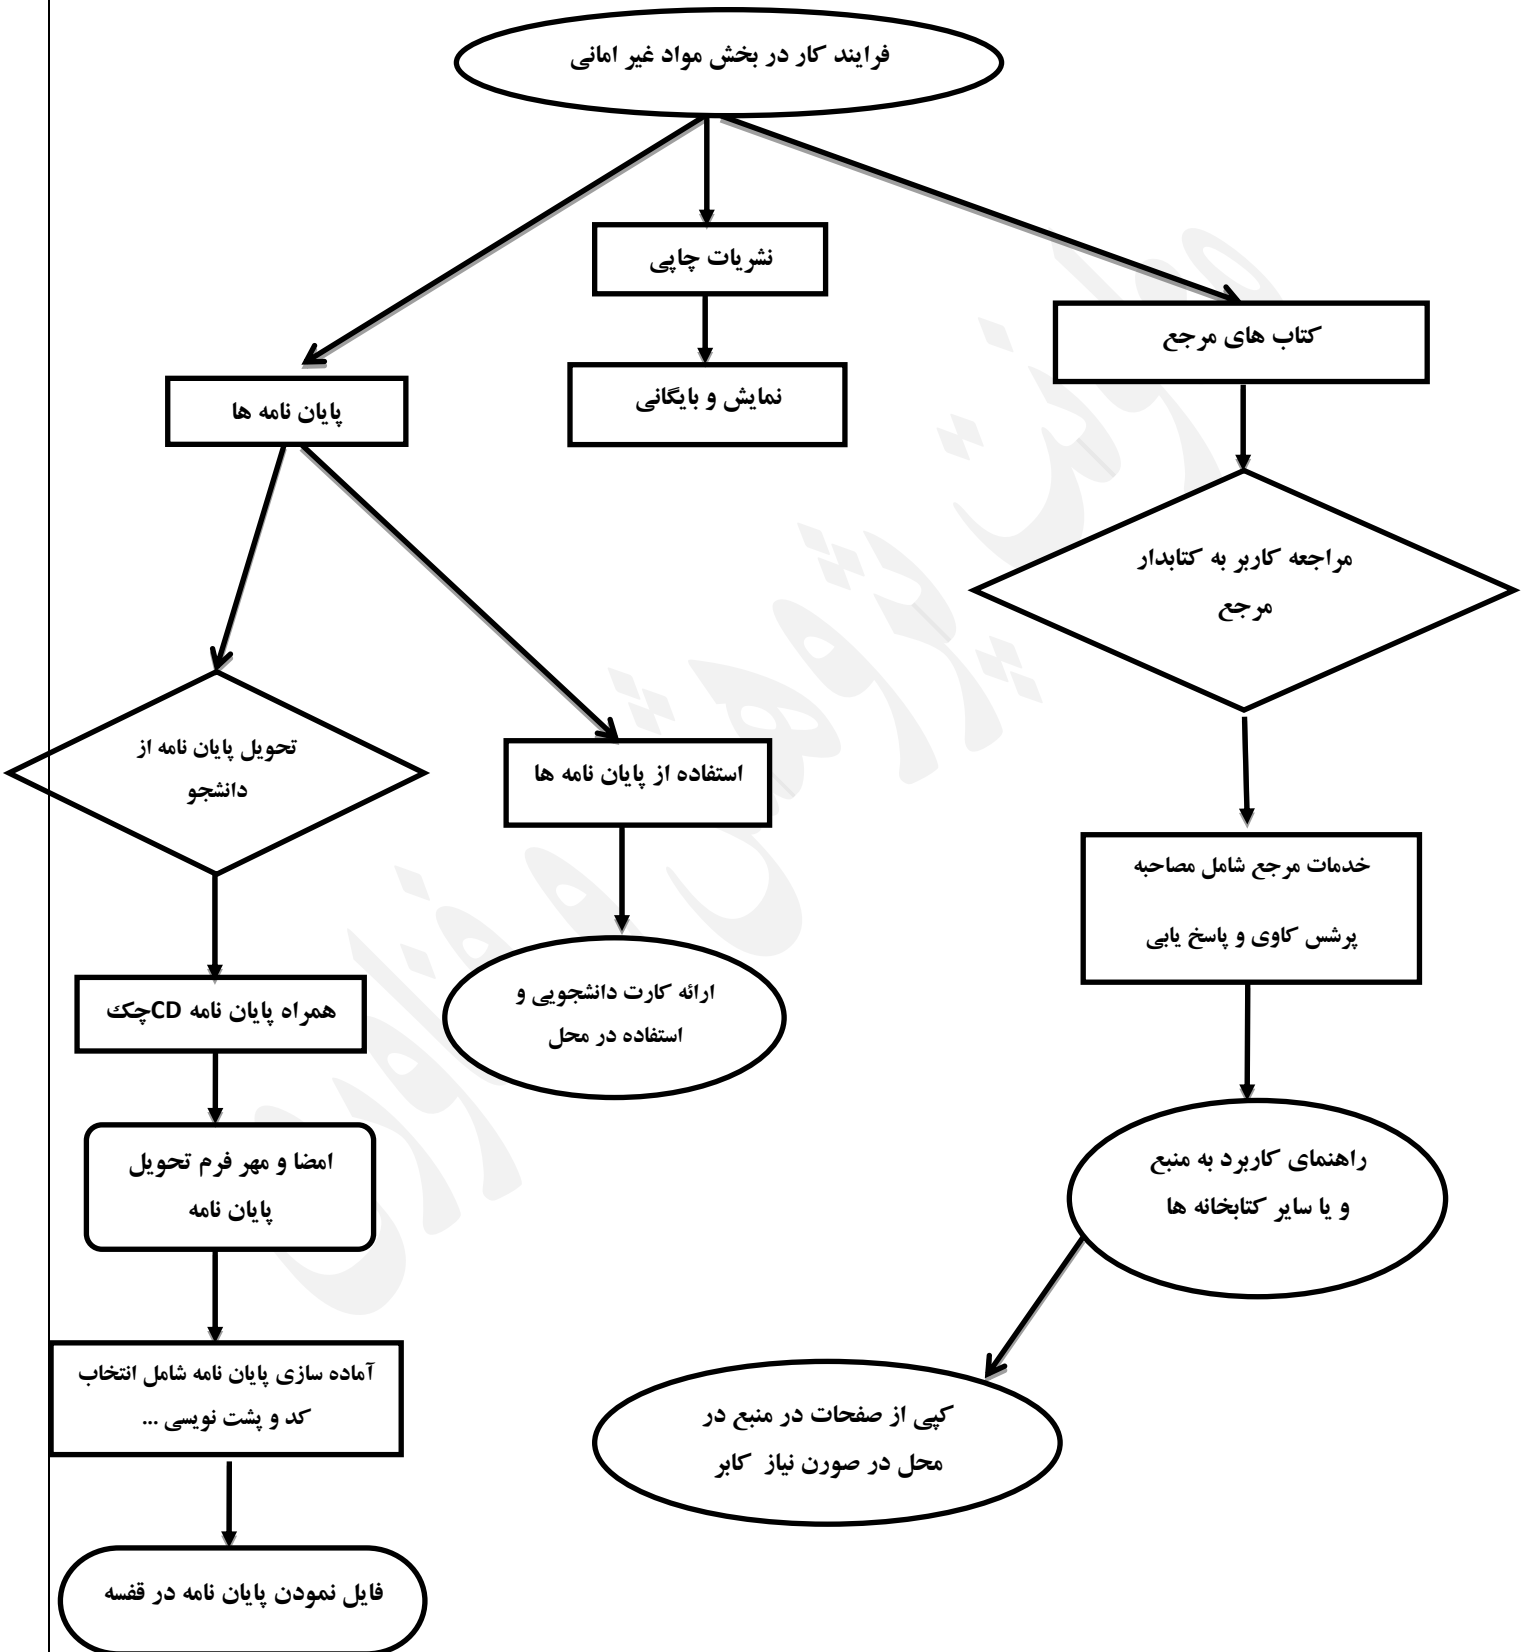 فرایند کار در بخش مواد غیر امانی
نشریات چاپی
کتاب های مرجع
نمایش و بایگانی
پایان نامه ها
مراجعه کاربر به کتابدار
مرجع
تحویل پایان نامه از
دانشجو
استفاده از پایان نامه ها
خدمات مرجع شامل مصاحبه
پرشس کاوی و پاسخ یابی
همراه پایان نامه CDچک
ارائه کارت دانشجویی و
استفاده در محل
امضا و مهر فرم تحویل
پایان نامه
راهنمای کاربرد به منبع
و یا سایر کتابخانه ها
آماده سازی پایان نامه شامل انتخاب
کد و پشت نویسی ...
کپی از صفحات در منبع در
محل در صورن نیاز کابر
فایل نمودن پایان نامه در قفسه
معاونت پژوهش و فناوری